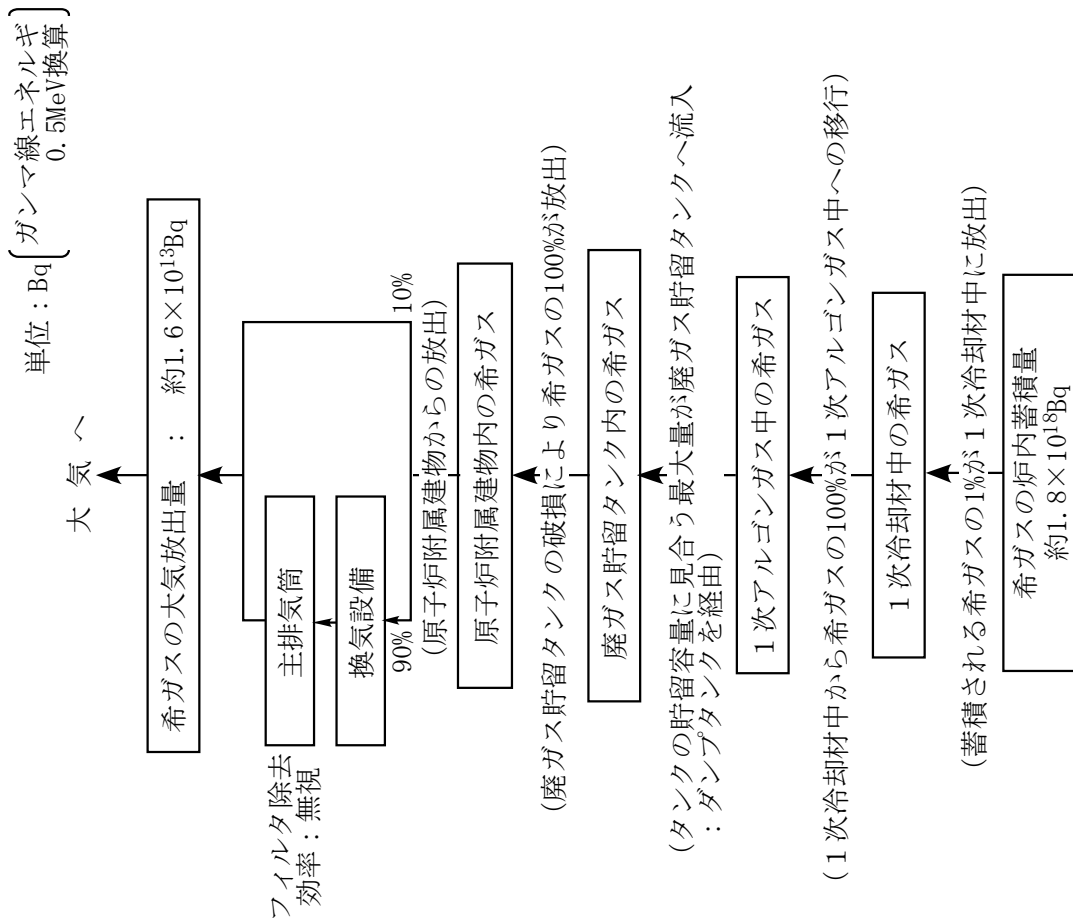 単位：Bq
ガンマ線エネルギ
0.5MeV換算
大 気 へ
希ガスの大気放出量 ： 約1.6×10¹³Bq
フィルタ除去
効率：無視
主排気筒
換気設備
90%
10%
(原子炉附属建物からの放出)
原子炉附属建物内の希ガス
(廃ガス貯留タンクの破損により希ガスの100%が放出)
廃ガス貯留タンク内の希ガス
(タンクの貯留容量に見合う最大量が廃ガス貯留タンクへ流入
：ダンプタンクを経由)
１次アルゴンガス中の希ガス
(１次冷却材中から希ガスの100%が１次アルゴンガス中への移行)
１次冷却材中の希ガス
(蓄積される希ガスの1%が１次冷却材中に放出)
希ガスの炉内蓄積量
約1.8×10¹⁸Bq